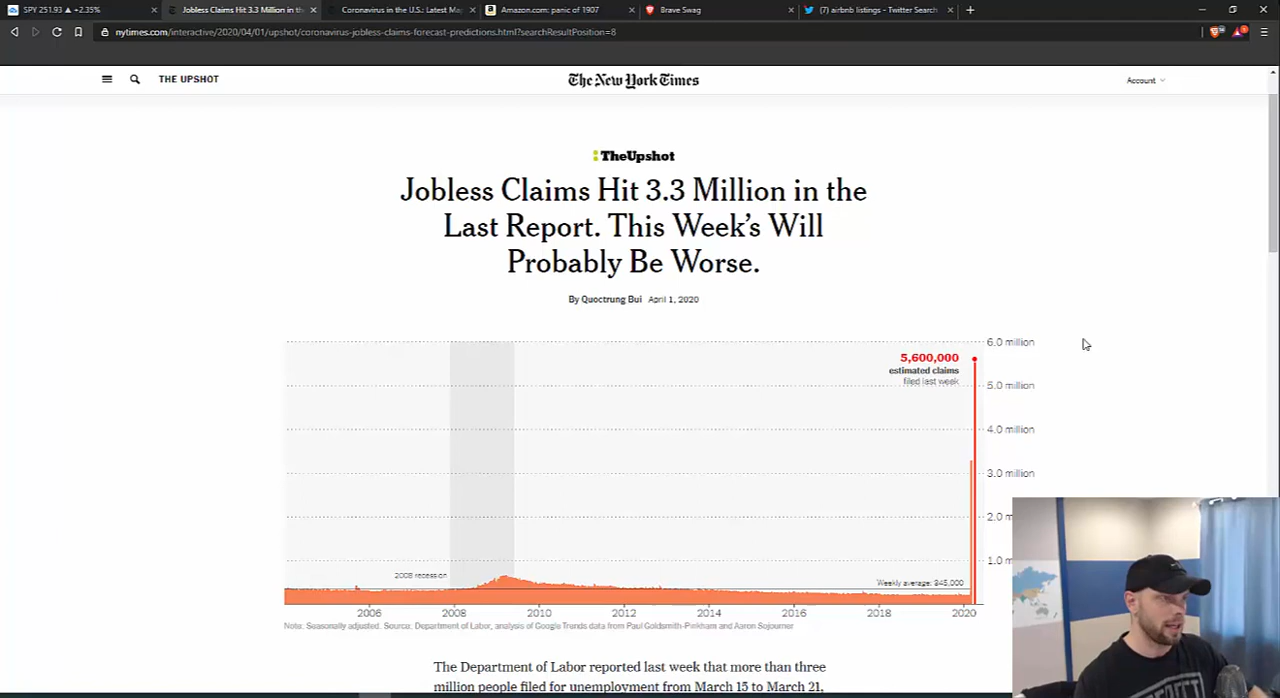 SPY 251.93 ▲ +2.35%
Jobless Claims Hit 3.3 Million in th
Coronavirus in the U.S.: Latest Ma
Amazon.com: panic of 1907
Brave Swag
(7) airbnb listings - Twitter Search
nytimes.com/interactive/2020/04/01/upshot/coronavirus-jobless-claims-forecast-predictions.html?searchResultPosition=8
THE UPSHOT
The New York Times
Account
TheUpshot
Jobless Claims Hit 3.3 Million in the
Last Report. This Week's Will
Probably Be Worse.
By Quoctrung Bui April 1, 2020
6.0 million
5,600,000
estimated claims
filed last week
5.0 million
4.0 million
3.0 million
2.0 m
1.0 m
2008 recession
Weekly average: 345,000
2006 2008 2010 2012 2014 2016 2018 2020
Note: Seasonally adjusted. Source: Department of Labor, analysis of Google Trends data from Paul Goldsmith-Pinkham and Aaron Sojourner
The Department of Labor reported last week that more than three
million people filed for unemployment from March 15 to March 21,